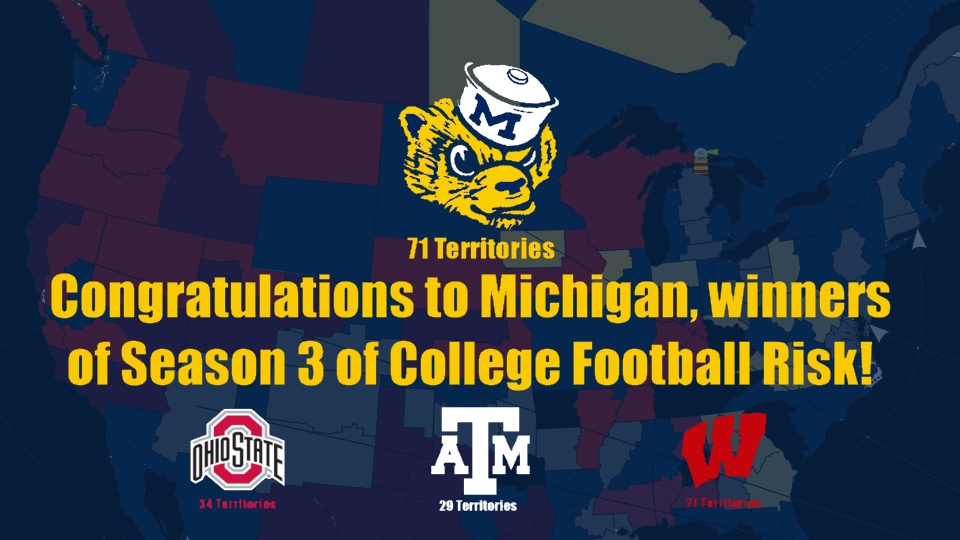 M
71 Territories
Congratulations to Michigan, winners
of Season 3 of College Football Risk!
OHIO STATE
ATM
W
34 Territories
29 Territories
21 Territories